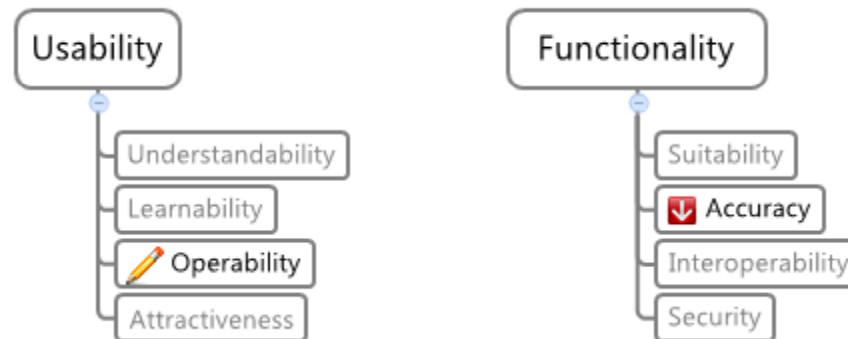 Usability
Understandability
Learnability
Operability
Attractiveness
Functionality
Suitability
Accuracy
Interoperability
Security